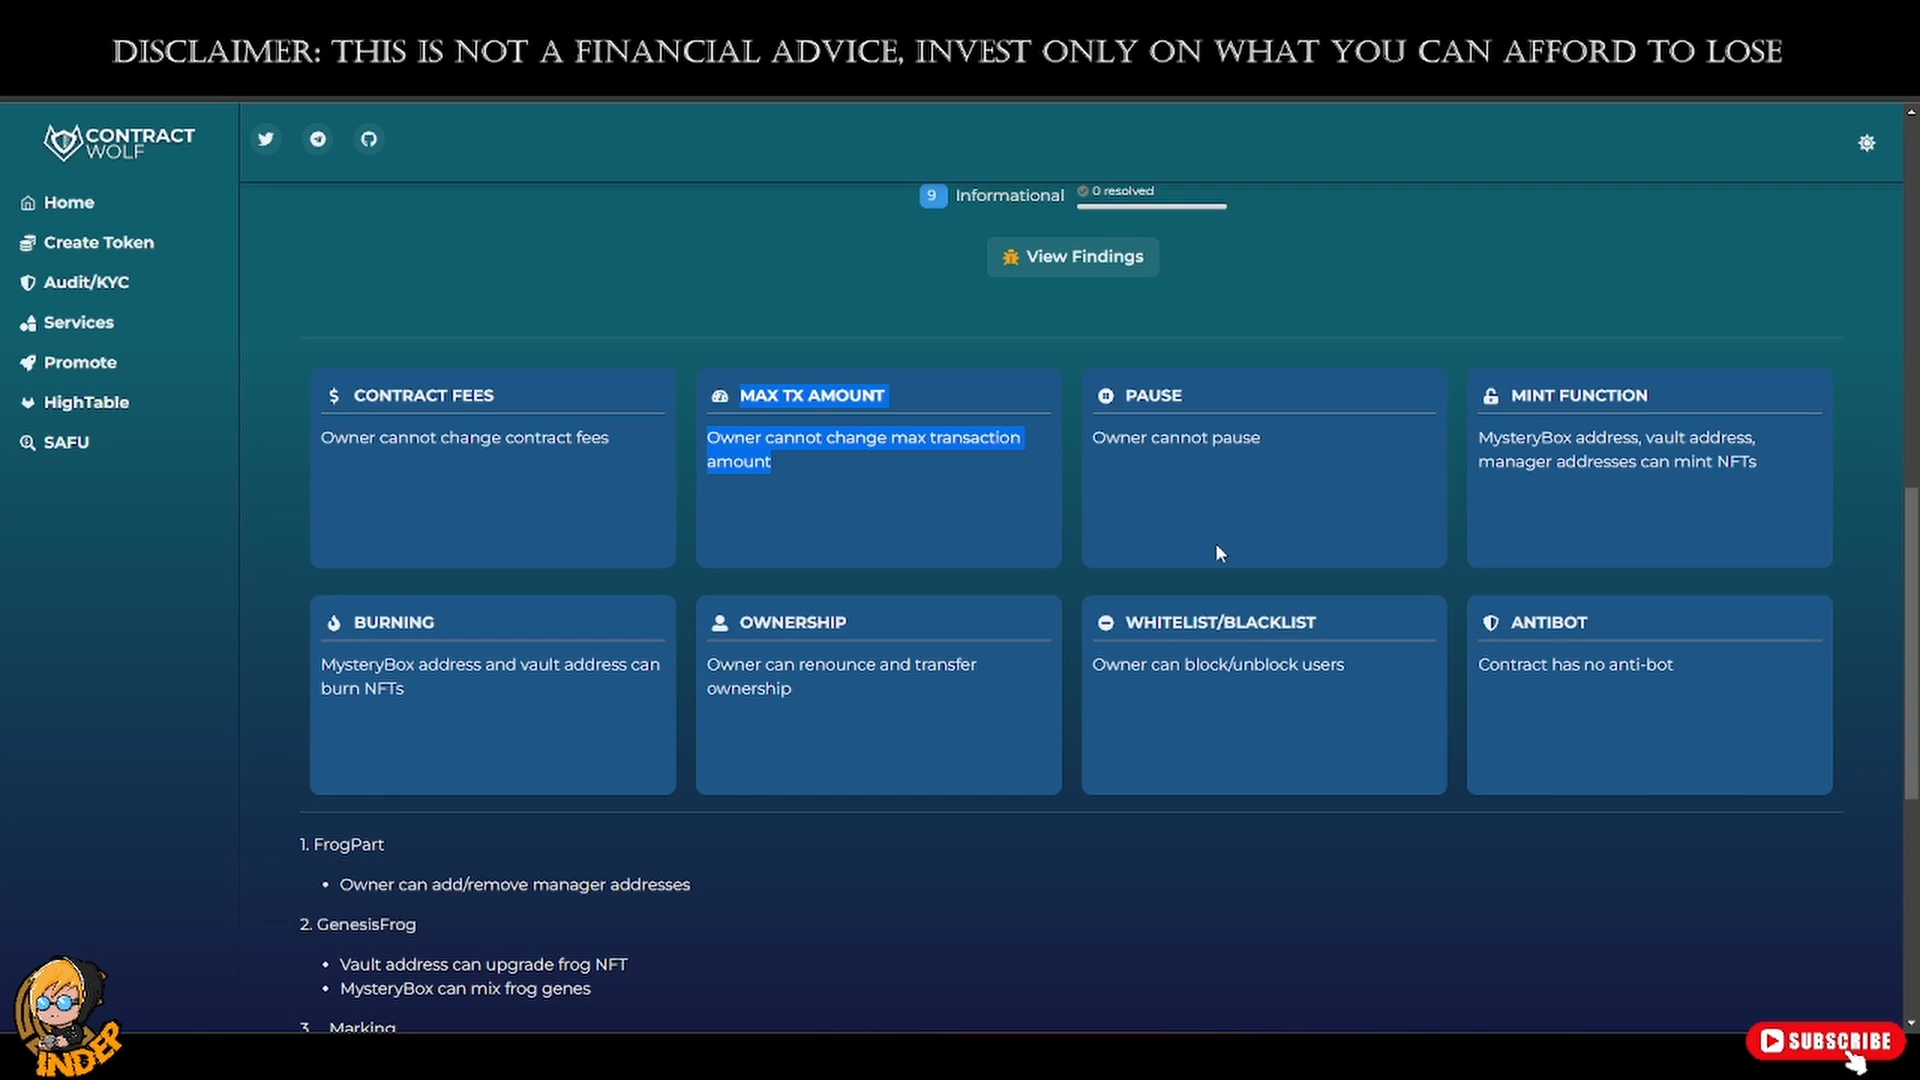 DISCLAIMER: THIS IS NOT A FINANCIAL ADVICE, INVEST ONLY ON WHAT YOU CAN AFFORD TO LOSE
CONTRACT
WOLF
Home
Create Token
Audit/KYC
Services
Promote
HighTable
SAFU
9 Informational 0 resolved
View Findings
CONTRACT FEES
Owner cannot change contract fees
MAX TX AMOUNT
Owner cannot change max transaction
amount
PAUSE
Owner cannot pause
MINT FUNCTION
MysteryBox address, vault address,
manager addresses can mint NFTs
BURNING
MysteryBox address and vault address can
burn NFTs
OWNERSHIP
Owner can renounce and transfer
ownership
WHITELIST/BLACKLIST
Owner can block/unblock users
ANTIBOT
Contract has no anti-bot
1. FrogPart
• Owner can add/remove manager addresses
2. GenesisFrog
• Vault address can upgrade frog NFT
• MysteryBox can mix frog genes
3. Marking
INDEP
SUBSCRIBE